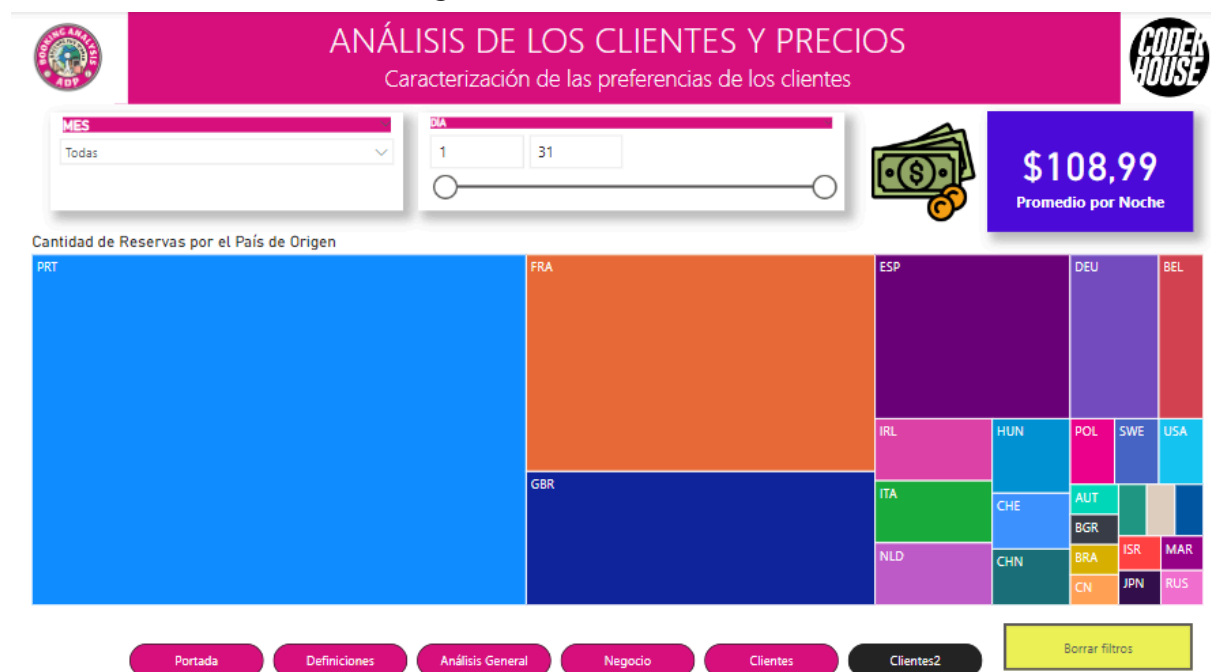 BOOKING ANALYSIS
ADP
ANÁLISIS DE LOS CLIENTES Y PRECIOS
Caracterización de las preferencias de los clientes
CODER
HOUSE
MES
Todas
DÍA
1 31
$108,99
Promedio por Noche
Cantidad de Reservas por el País de Origen
PRT FRA ESP DEU BEL
IRL HUN POL SWE USA
GBR
ITA CHE AUT
BGR
NLD CHN BRA ISR MAR
CN JPN RUS
Portada Definiciones Análisis General Negocio Clientes Clientes2 Borrar filtros